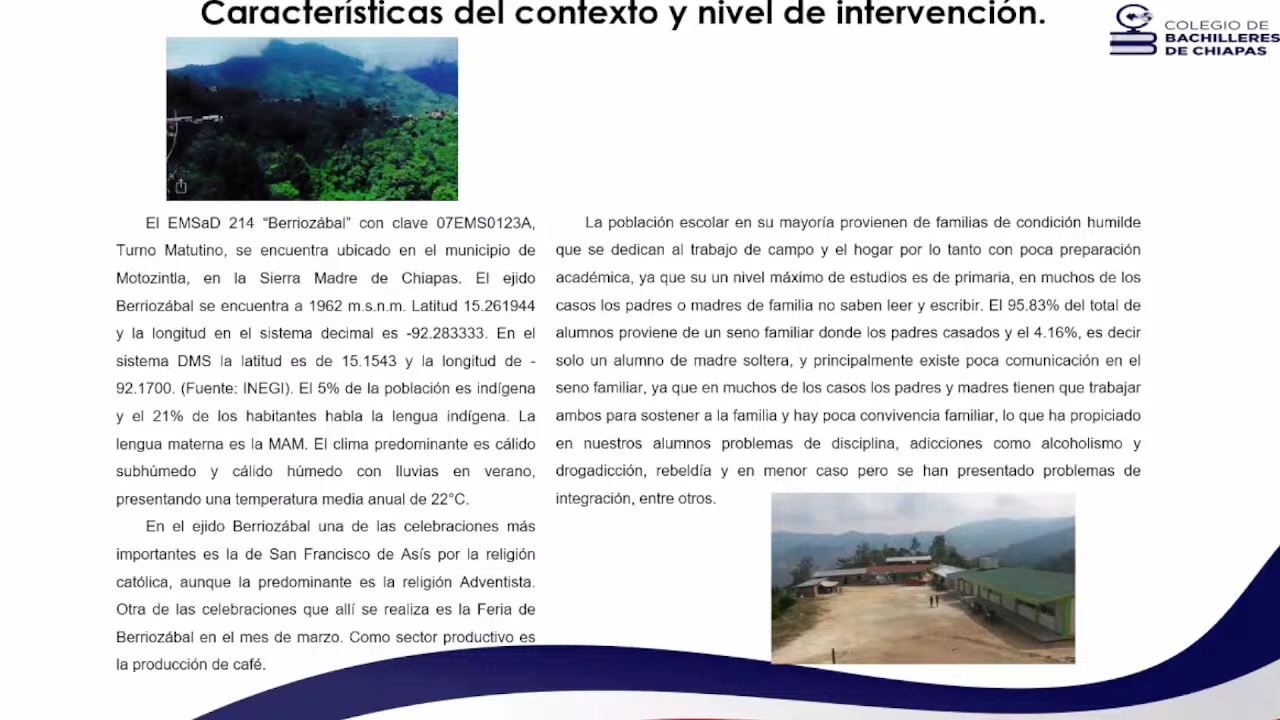 Características del contexto y nivel de intervención.
COLEGIO DE
BACHILLERES
DE CHIAPAS
El EMSaD 214 “Berriozábal” con clave 07EMS0123A,
Turno Matutino, se encuentra ubicado en el municipio de
Motozintla, en la Sierra Madre de Chiapas. El ejido
Berriozábal se encuentra a 1962 m.s.n.m. Latitud 15.261944
y la longitud en el sistema decimal es -92.283333. En el
sistema DMS la latitud es de 15.1543 y la longitud de -
92.1700. (Fuente: INEGI). El 5% de la población es indígena
y el 21% de los habitantes habla la lengua indígena. La
lengua materna es la MAM. El clima predominante es cálido
subhúmedo y cálido húmedo con lluvias en verano,
presentando una temperatura media anual de 22°C.
En el ejido Berriozábal una de las celebraciones más
importantes es la de San Francisco de Asís por la religión
católica, aunque la predominante es la religión Adventista.
Otra de las celebraciones que allí se realiza es la Feria de
Berriozábal en el mes de marzo. Como sector productivo es
la producción de café.
La población escolar en su mayoría provienen de familias de condición humilde
que se dedican al trabajo de campo y el hogar por lo tanto con poca preparación
académica, ya que su un nivel máximo de estudios es de primaria, en muchos de los
casos los padres o madres de familia no saben leer y escribir. El 95.83% del total de
alumnos proviene de un seno familiar donde los padres casados y el 4.16%, es decir
solo un alumno de madre soltera, y principalmente existe poca comunicación en el
seno familiar, ya que en muchos de los casos los padres y madres tienen que trabajar
ambos para sostener a la familia y hay poca convivencia familiar, lo que ha propiciado
en nuestros alumnos problemas de disciplina, adicciones como alcoholismo y
drogadicción, rebeldía y en menor caso pero se han presentado problemas de
integración, entre otros.